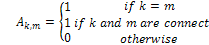 1 if k = m
A_{k,m} = { 1 if k and m are connect
0 otherwise